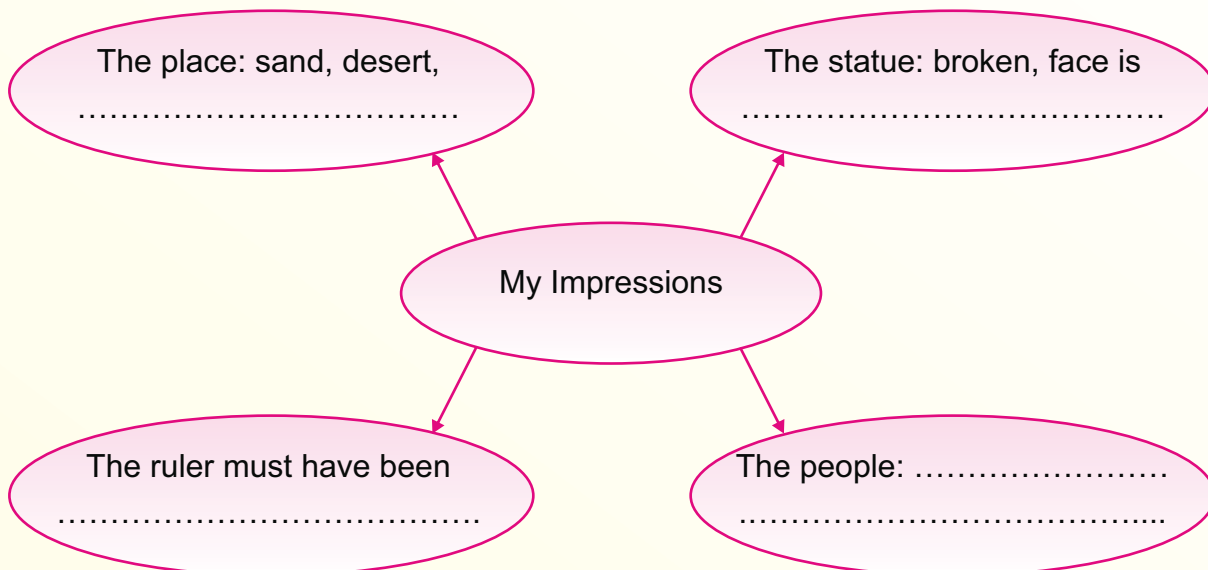 The place: sand, desert,
…………………………………
The statue: broken, face is
…………………………………….
My Impressions
The ruler must have been
…………………………………….
The people: …………………….
…………………………………....